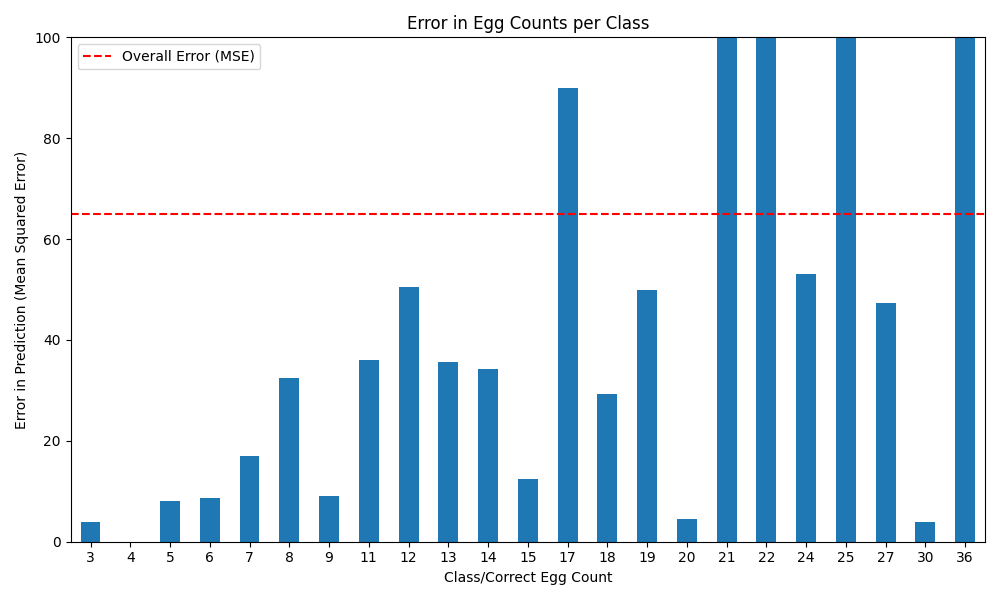 Error in Egg Counts per Class
Overall Error (MSE)
Error in Prediction (Mean Squared Error)
100
80
60
40
20
0
3 4 5 6 7 8 9 11 12 13 14 15 17 18 19 20 21 22 24 25 27 30 36
Class/Correct Egg Count